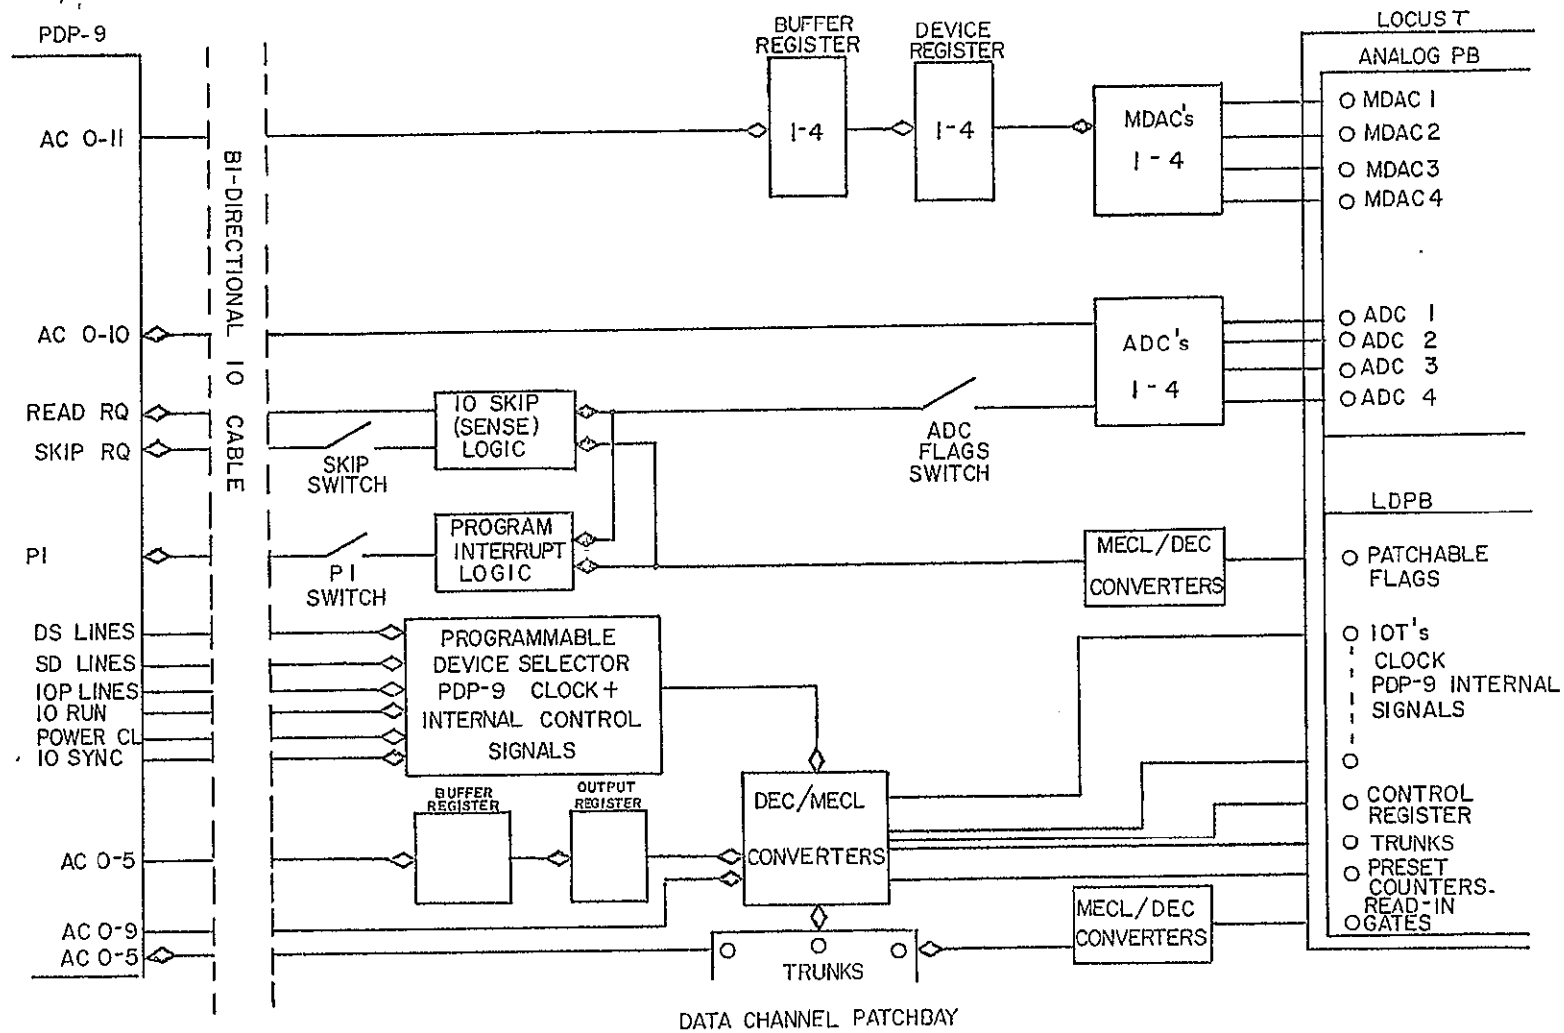 PDP-9
BUFFER
REGISTER
DEVICE
REGISTER
LOCUST
ANALOG PB
AC 0-11
1-4
1-4
MDAC's
1-4
MDAC 1
MDAC 2
MDAC 3
MDAC 4
BI-DIRECTIONAL IO CABLE
AC 0-10
ADC's
1-4
ADC 1
ADC 2
ADC 3
ADC 4
READ RQ
SKIP RQ
SKIP
SWITCH
IO SKIP
(SENSE)
LOGIC
ADC
FLAGS
SWITCH
LDPB
PI
PI
SWITCH
PROGRAM
INTERRUPT
LOGIC
MECL/DEC
CONVERTERS
PATCHABLE
FLAGS
DS LINES
SD LINES
IOP LINES
IO RUN
POWER CL
IO SYNC
PROGRAMMABLE
DEVICE SELECTOR
PDP-9 CLOCK+
INTERNAL CONTROL
SIGNALS
IOT's
CLOCK
PDP-9 INTERNAL
SIGNALS
BUFFER
REGISTER
OUTPUT
REGISTER
DEC/MECL
CONVERTERS
CONTROL
REGISTER
TRUNKS
PRESET
COUNTERS-
READ-IN
GATES
AC 0-5
AC 0-9
AC 0-5
TRUNKS
MECL/DEC
CONVERTERS
DATA CHANNEL PATCHBAY